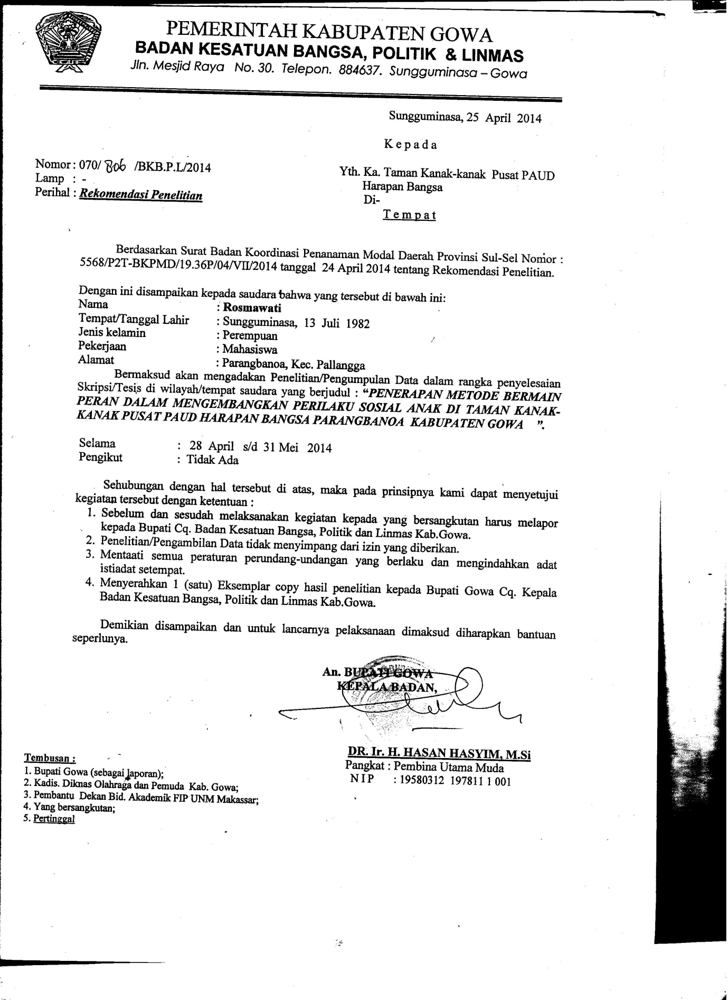 PEMERINTAH KABUPATEN GOWA
BADAN KESATUAN BANGSA, POLITIK & LINMAS
Jln. Mesjid Raya No. 30. Telepon. 884637. Sungguminasa – Gowa
Sungguminasa, 25 April 2014
Kepada
Nomor : 070/ 806 /BKB.P.L/2014
Lamp : -
Perihal : Rekomendasi Penelitian
Yth. Ka. Taman Kanak-kanak Pusat PAUD
Harapan Bangsa
Di-
Tempat
Berdasarkan Surat Badan Koordinasi Penanaman Modal Daerah Provinsi Sul-Sel Nomor :
5568/P2T-BKPMD/19.36P/04/VII/2014 tanggal 24 April 2014 tentang Rekomendasi Penelitian.
Dengan ini disampaikan kepada saudara bahwa yang tersebut di bawah ini:
Nama : Rosmawati
Tempat/Tanggal Lahir : Sungguminasa, 13 Juli 1982
Jenis kelamin : Perempuan
Pekerjaan : Mahasiswa
Alamat : Parangbanoa, Kec. Pallangga
Bermaksud akan mengadakan Penelitian/Pengumpulan Data dalam rangka penyelesaian
Skripsi/Tesis di wilayah/tempat saudara yang berjudul : “PENERAPAN METODE BERMAIN
PERAN DALAM MENGEMBANGKAN PERILAKU SOSIAL ANAK DI TAMAN KANAK-
KANAK PUSAT PAUD HARAPAN BANGSA PARANGBANOA KABUPATEN GOWA ”.
Selama : 28 April s/d 31 Mei 2014
Pengikut : Tidak Ada
Sehubungan dengan hal tersebut di atas, maka pada prinsipnya kami dapat menyetujui
kegiatan tersebut dengan ketentuan :
1. Sebelum dan sesudah melaksanakan kegiatan kepada yang bersangkutan harus melapor
kepada Bupati Cq. Badan Kesatuan Bangsa, Politik dan Linmas Kab.Gowa.
2. Penelitian/Pengambilan Data tidak menyimpang dari izin yang diberikan.
3. Mentaati semua peraturan perundang-undangan yang berlaku dan mengindahkan adat
istiadat setempat.
4. Menyerahkan 1 (satu) Eksemplar copy hasil penelitian kepada Bupati Gowa Cq. Kepala
Badan Kesatuan Bangsa, Politik dan Linmas Kab.Gowa.
Demikian disampaikan dan untuk lancarnya pelaksanaan dimaksud diharapkan bantuan
seperlunya.
An. BUPATI GOWA
KEPALA BADAN,
DR. Ir. H. HASAN HASYIM, M.Si
Pangkat : Pembina Utama Muda
NIP : 19580312 197811 1 001
Tembusan :
1. Bupati Gowa (sebagai laporan);
2. Kadis. Diknas Olahraga dan Pemuda Kab. Gowa;
3. Pembantu Dekan Bid. Akademik FIP UNM Makassar;
4. Yang bersangkutan;
5. Pertinggal